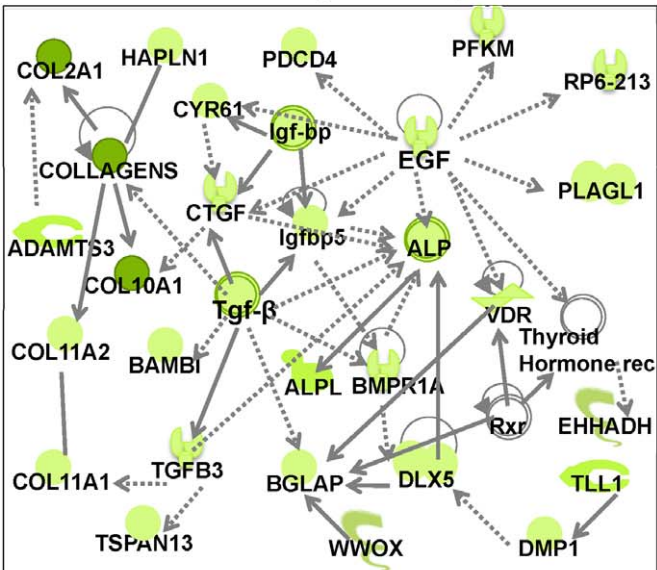 COL2A1
HAPLN1
PDCD4
PFKM
RP6-213
CYR61
Igf-bp
EGF
COLLAGENS
PLAGL1
CTGF
Igfbp5
ALP
ADAMTS3
COL10A1
Tgf-β
VDR
Thyroid
Hormone rec
COL11A2
BAMBI
ALPL
BMPR1A
Rxr
EHHADH
COL11A1
TGFB3
BGLAP
DLX5
TLL1
TSPAN13
WWOX
DMP1